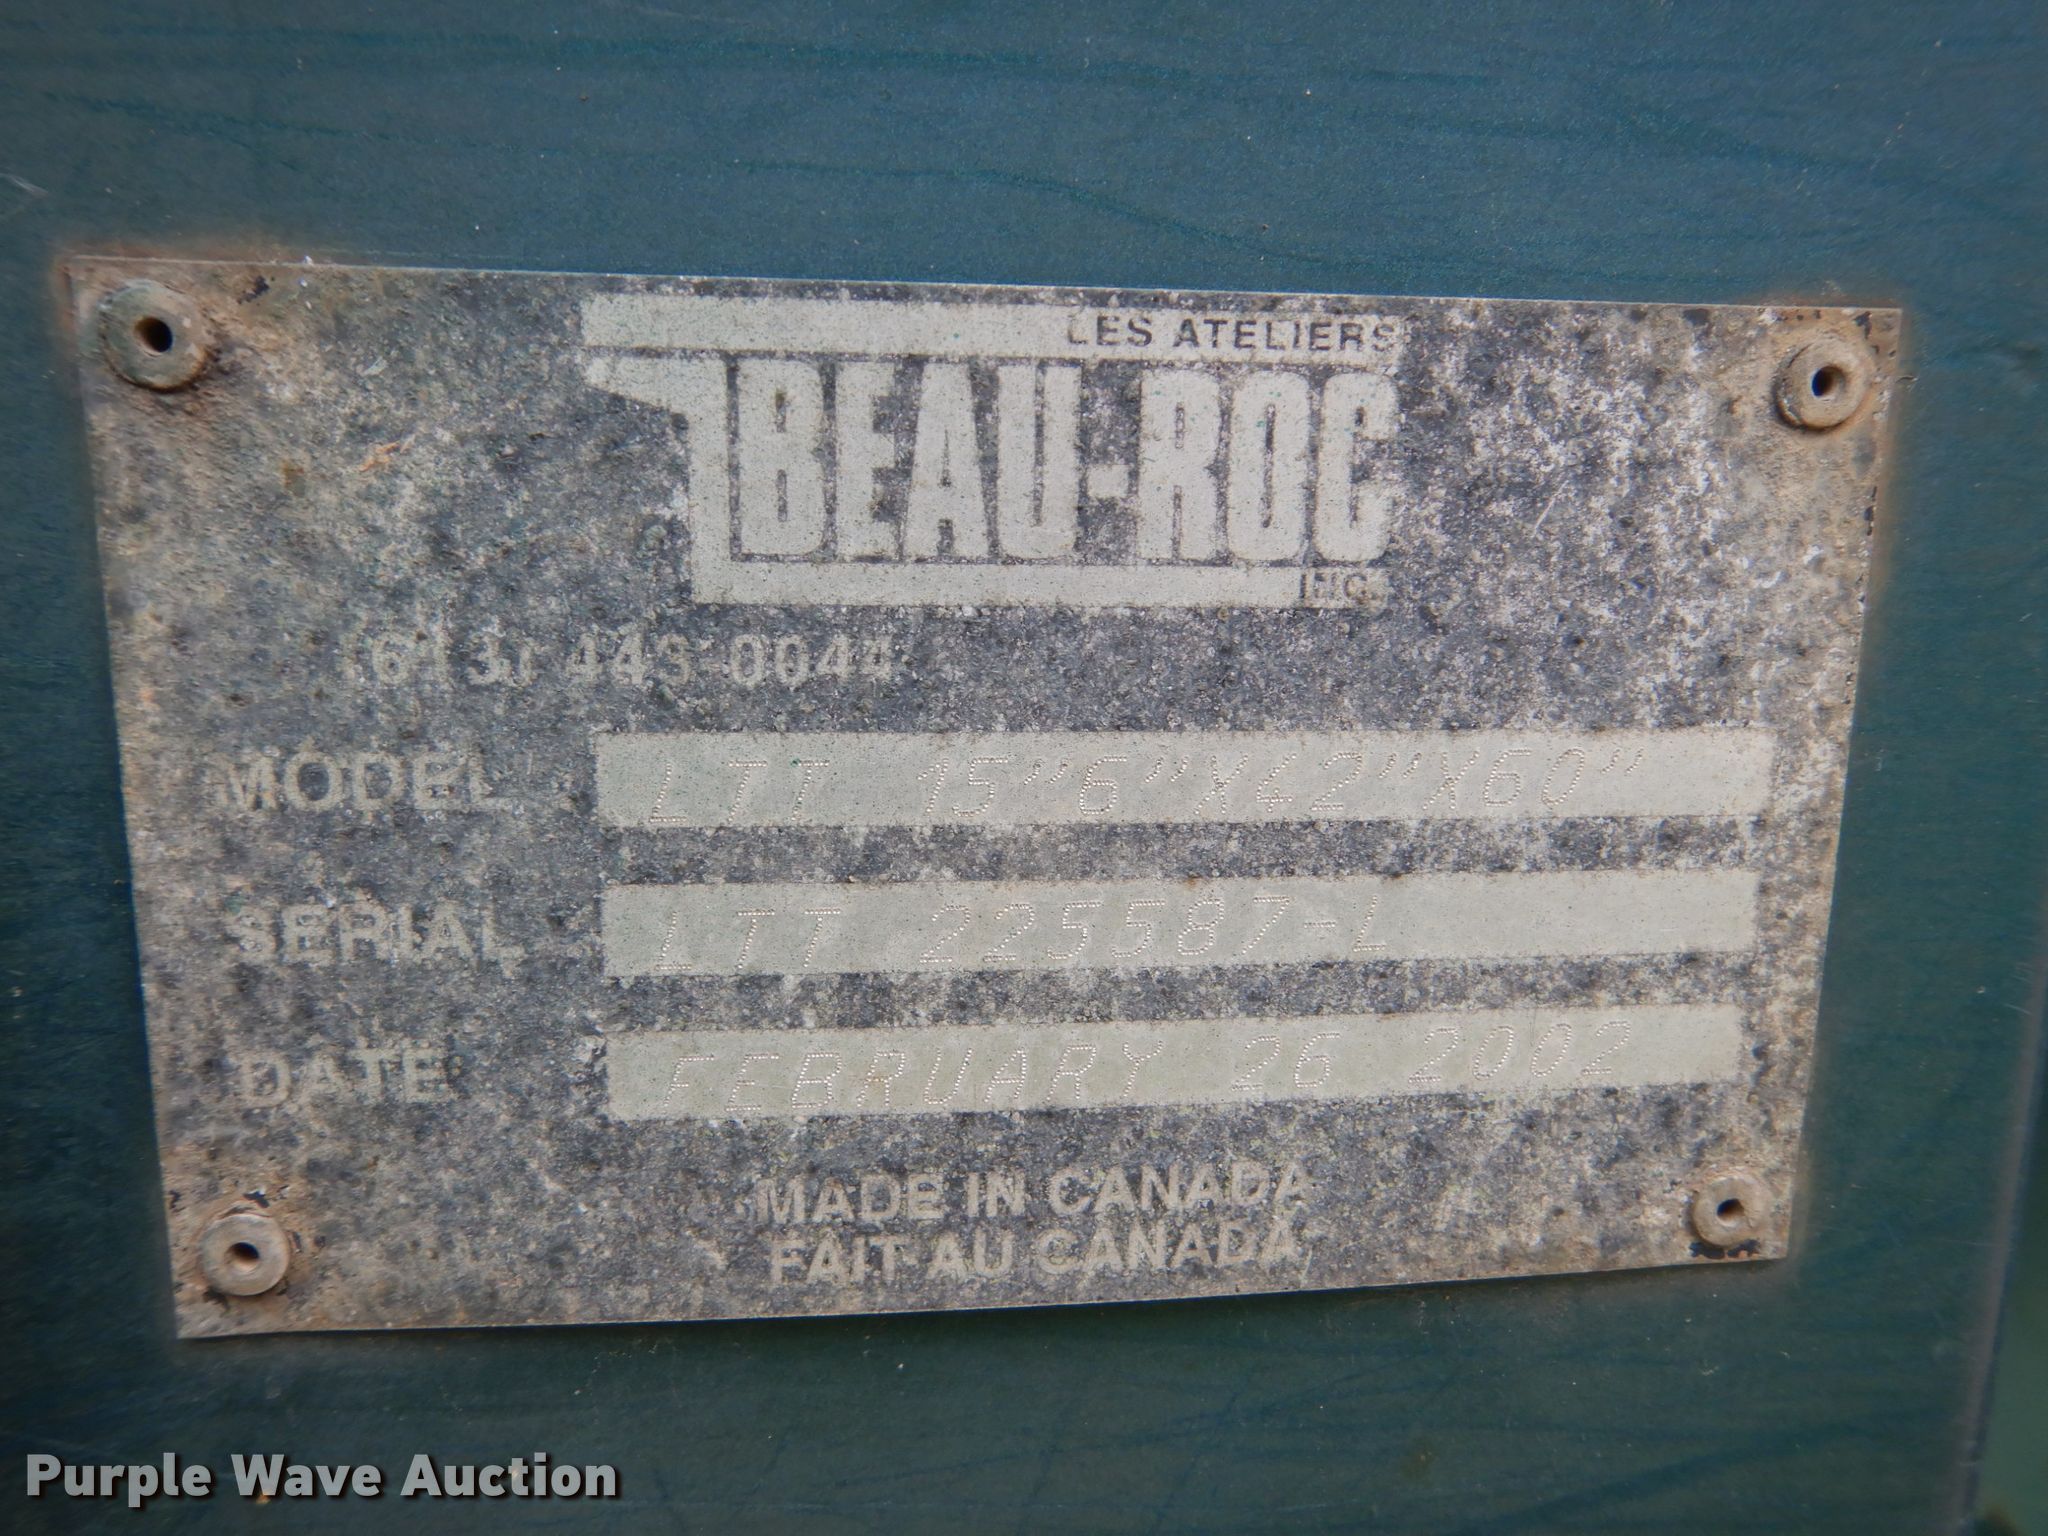 LES ATELIERS
BEAU-ROC
INC.
(613) 443-0044
MODEL LTT 15"6"X42"X60"
SERIAL LTT 225587-L
DATE FEBRUARY 26 2002
MADE IN CANADA
FAIT AU CANADA
Purple Wave Auction